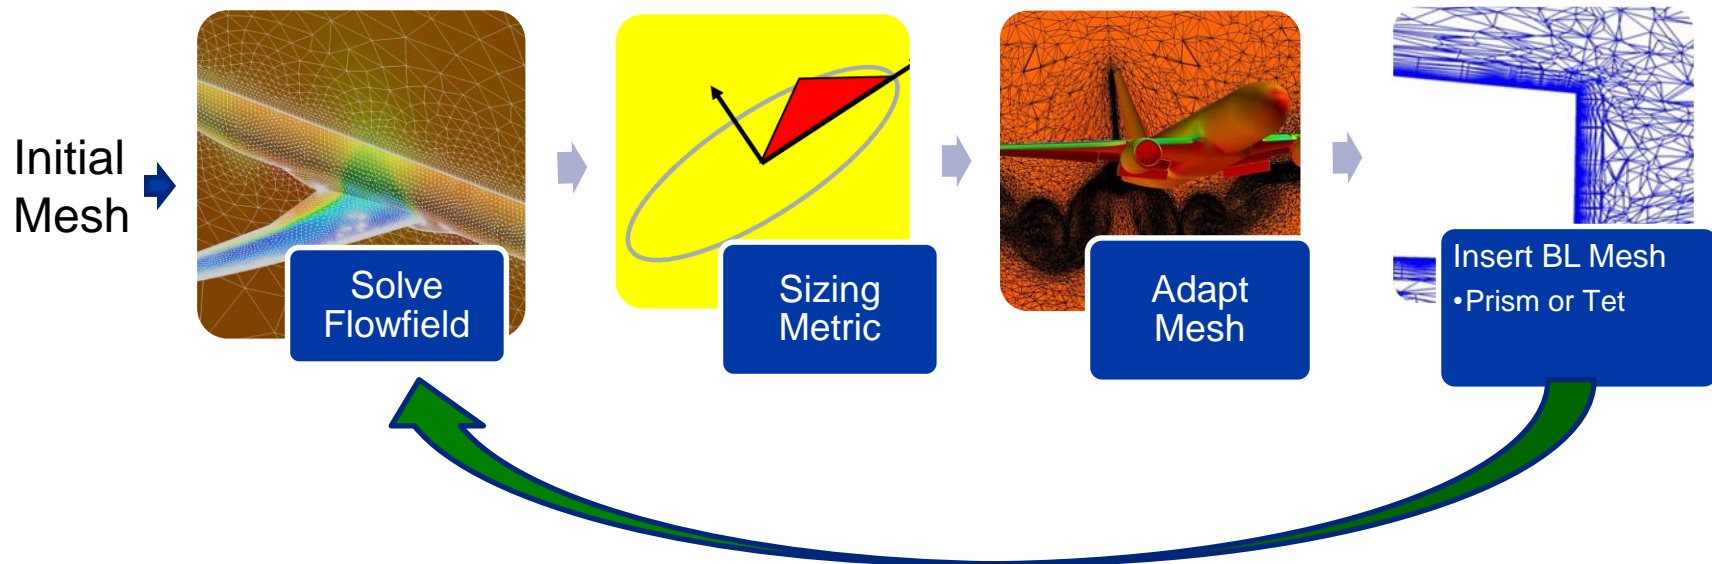 Initial
Mesh
Solve
Flowfield
Sizing
Metric
Adapt
Mesh
Insert BL Mesh
•Prism or Tet